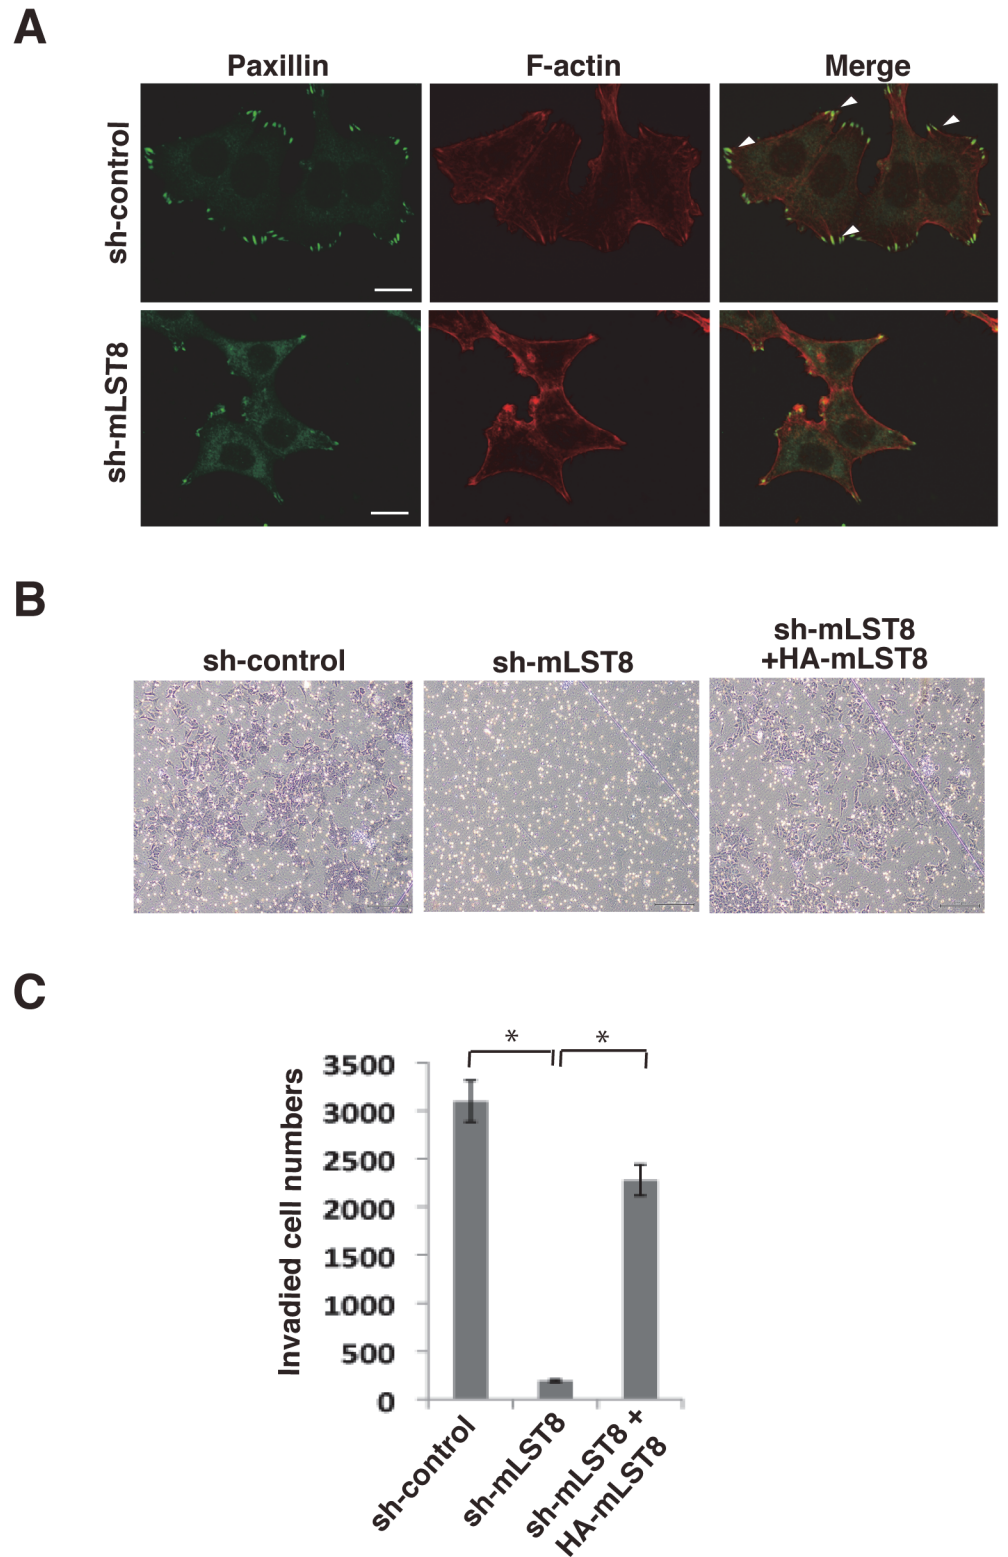 A
Paxillin
F-actin
Merge
sh-control
sh-mLST8
B
sh-control
sh-mLST8
sh-mLST8
+HA-mLST8
C
*
*
Invadied cell numbers
3500
3000
2500
2000
1500
1000
500
0
sh-control
sh-mLST8
sh-mLST8 +
HA-mLST8